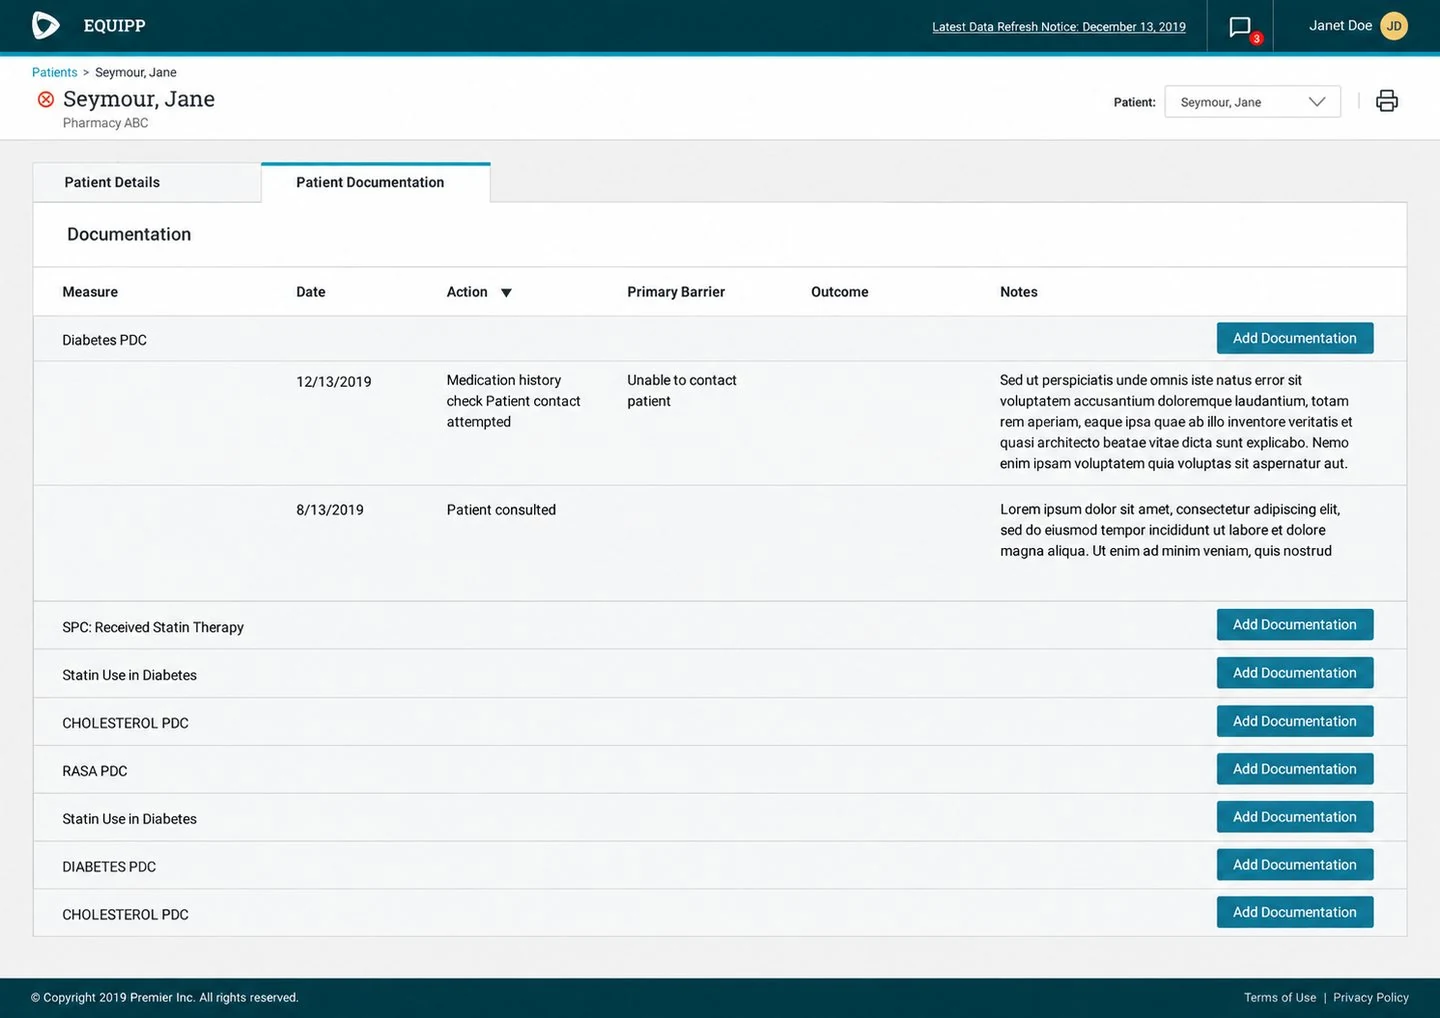 EQUIPP
Latest Data Refresh Notice: December 13, 2019
3
Janet Doe
JD
Patients > Seymour, Jane
Seymour, Jane
Pharmacy ABC
Patient:
Seymour, Jane
Patient Details
Patient Documentation
Documentation
Measure Date Action ▼ Primary Barrier Outcome Notes
Diabetes PDC
Add Documentation
12/13/2019
Medication history
check Patient contact
attempted
Unable to contact
patient
Sed ut perspiciatis unde omnis iste natus error sit
voluptatem accusantium doloremque laudantium, totam
rem aperiam, eaque ipsa quae ab illo inventore veritatis et
quasi architecto beatae vitae dicta sunt explicabo. Nemo
enim ipsam voluptatem quia voluptas sit aspernatur aut.
8/13/2019
Patient consulted
Lorem ipsum dolor sit amet, consectetur adipiscing elit,
sed do eiusmod tempor incididunt ut labore et dolore
magna aliqua. Ut enim ad minim veniam, quis nostrud
SPC: Received Statin Therapy
Add Documentation
Statin Use in Diabetes
Add Documentation
CHOLESTEROL PDC
Add Documentation
RASA PDC
Add Documentation
Statin Use in Diabetes
Add Documentation
DIABETES PDC
Add Documentation
CHOLESTEROL PDC
Add Documentation
© Copyright 2019 Premier Inc. All rights reserved.
Terms of Use | Privacy Policy